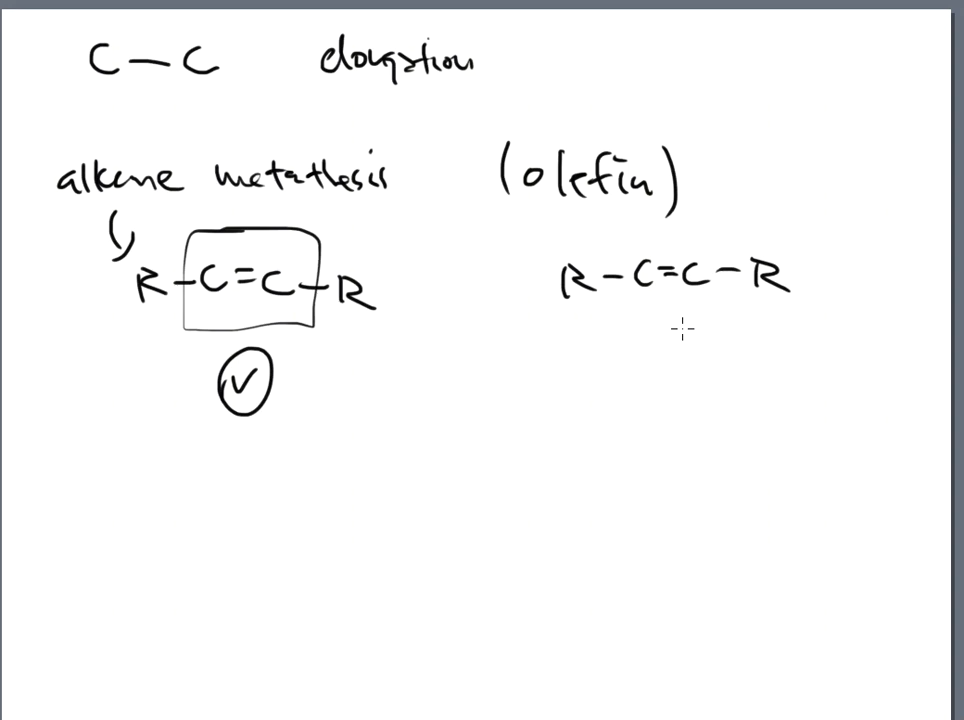 C—C elongation
alkene metathesis (olefin)
R-C=C-R R-C=C-R
✓